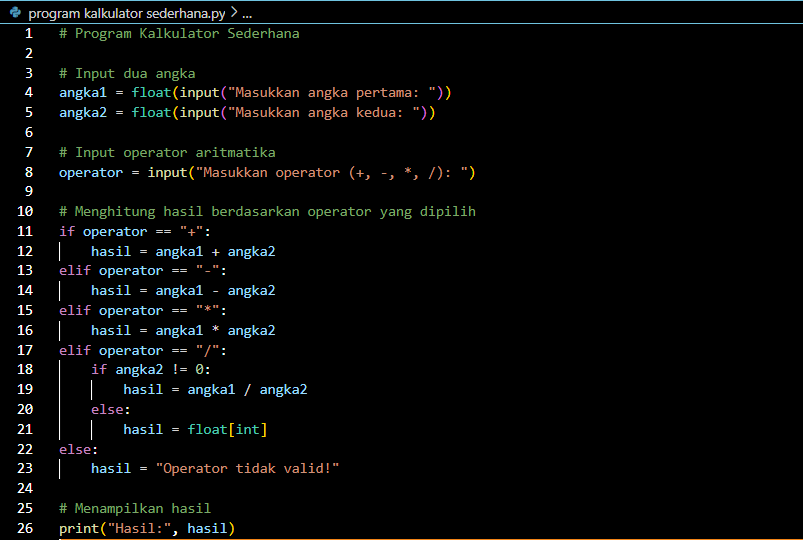 program kalkulator sederhana.py > ...
1 # Program Kalkulator Sederhana
2
3 # Input dua angka
4 angka1 = float(input("Masukkan angka pertama: "))
5 angka2 = float(input("Masukkan angka kedua: "))
6
7 # Input operator aritmatika
8 operator = input("Masukkan operator (+, -, *, /): ")
9
10 # Menghitung hasil berdasarkan operator yang dipilih
11 if operator == "+":
12     hasil = angka1 + angka2
13 elif operator == "-":
14     hasil = angka1 - angka2
15 elif operator == "*":
16     hasil = angka1 * angka2
17 elif operator == "/":
18     if angka2 != 0:
19         hasil = angka1 / angka2
20     else:
21         hasil = float[int]
22 else:
23     hasil = "Operator tidak valid!"
24
25 # Menampilkan hasil
26 print("Hasil:", hasil)